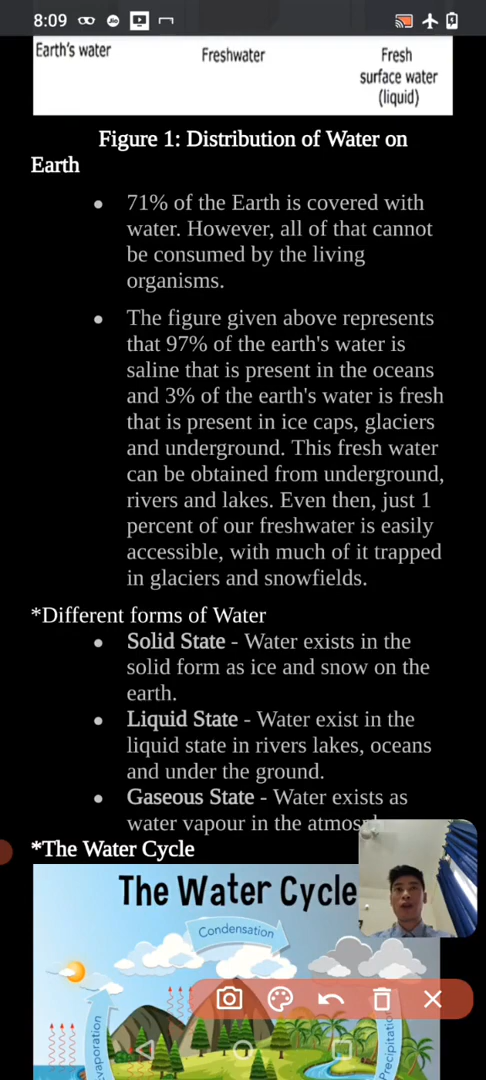 8:09
Earth's water
Freshwater
Fresh
surface water
(liquid)
Figure 1: Distribution of Water on
Earth
• 71% of the Earth is covered with
water. However, all of that cannot
be consumed by the living
organisms.
• The figure given above represents
that 97% of the earth's water is
saline that is present in the oceans
and 3% of the earth's water is fresh
that is present in ice caps, glaciers
and underground. This fresh water
can be obtained from underground,
rivers and lakes. Even then, just 1
percent of our freshwater is easily
accessible, with much of it trapped
in glaciers and snowfields.
*Different forms of Water
• Solid State - Water exists in the
solid form as ice and snow on the
earth.
• Liquid State - Water exist in the
liquid state in rivers lakes, oceans
and under the ground.
• Gaseous State - Water exists as
water vapour in the
*The Water Cycle
The Water Cycle
Condensation